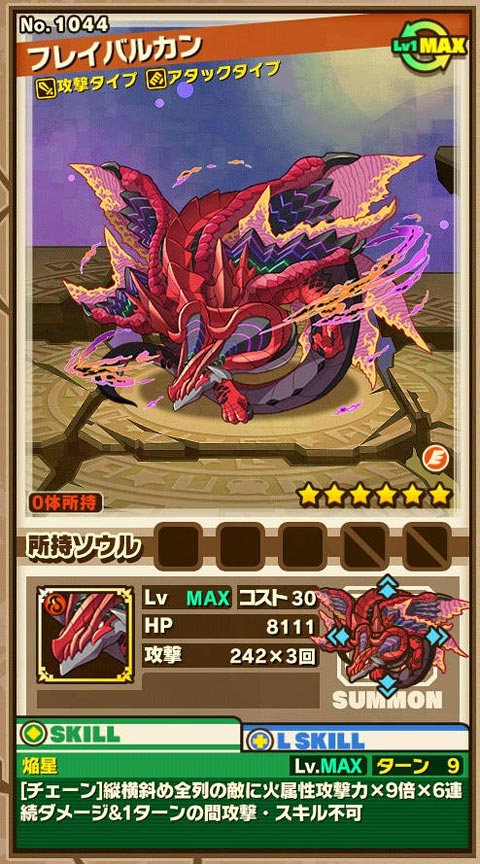 No. 1044
フレイバルカン
Lv1 MAX
攻撃タイプ アタックタイプ
E
0体所持
所持ソウル
Lv MAX コスト 30
HP 8111
攻撃 242×3回
SUMMON
SKILL
L SKILL
焔星 Lv.MAX ターン 9
[チェーン]縦横斜め全列の敵に火属性攻撃力×9倍×6連
続ダメージ&1ターンの間攻撃・スキル不可